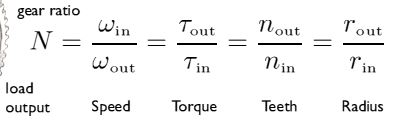 gear ratio
N = ω_in / ω_out = τ_out / τ_in = n_out / n_in = r_out / r_in
load
output
Speed Torque Teeth Radius